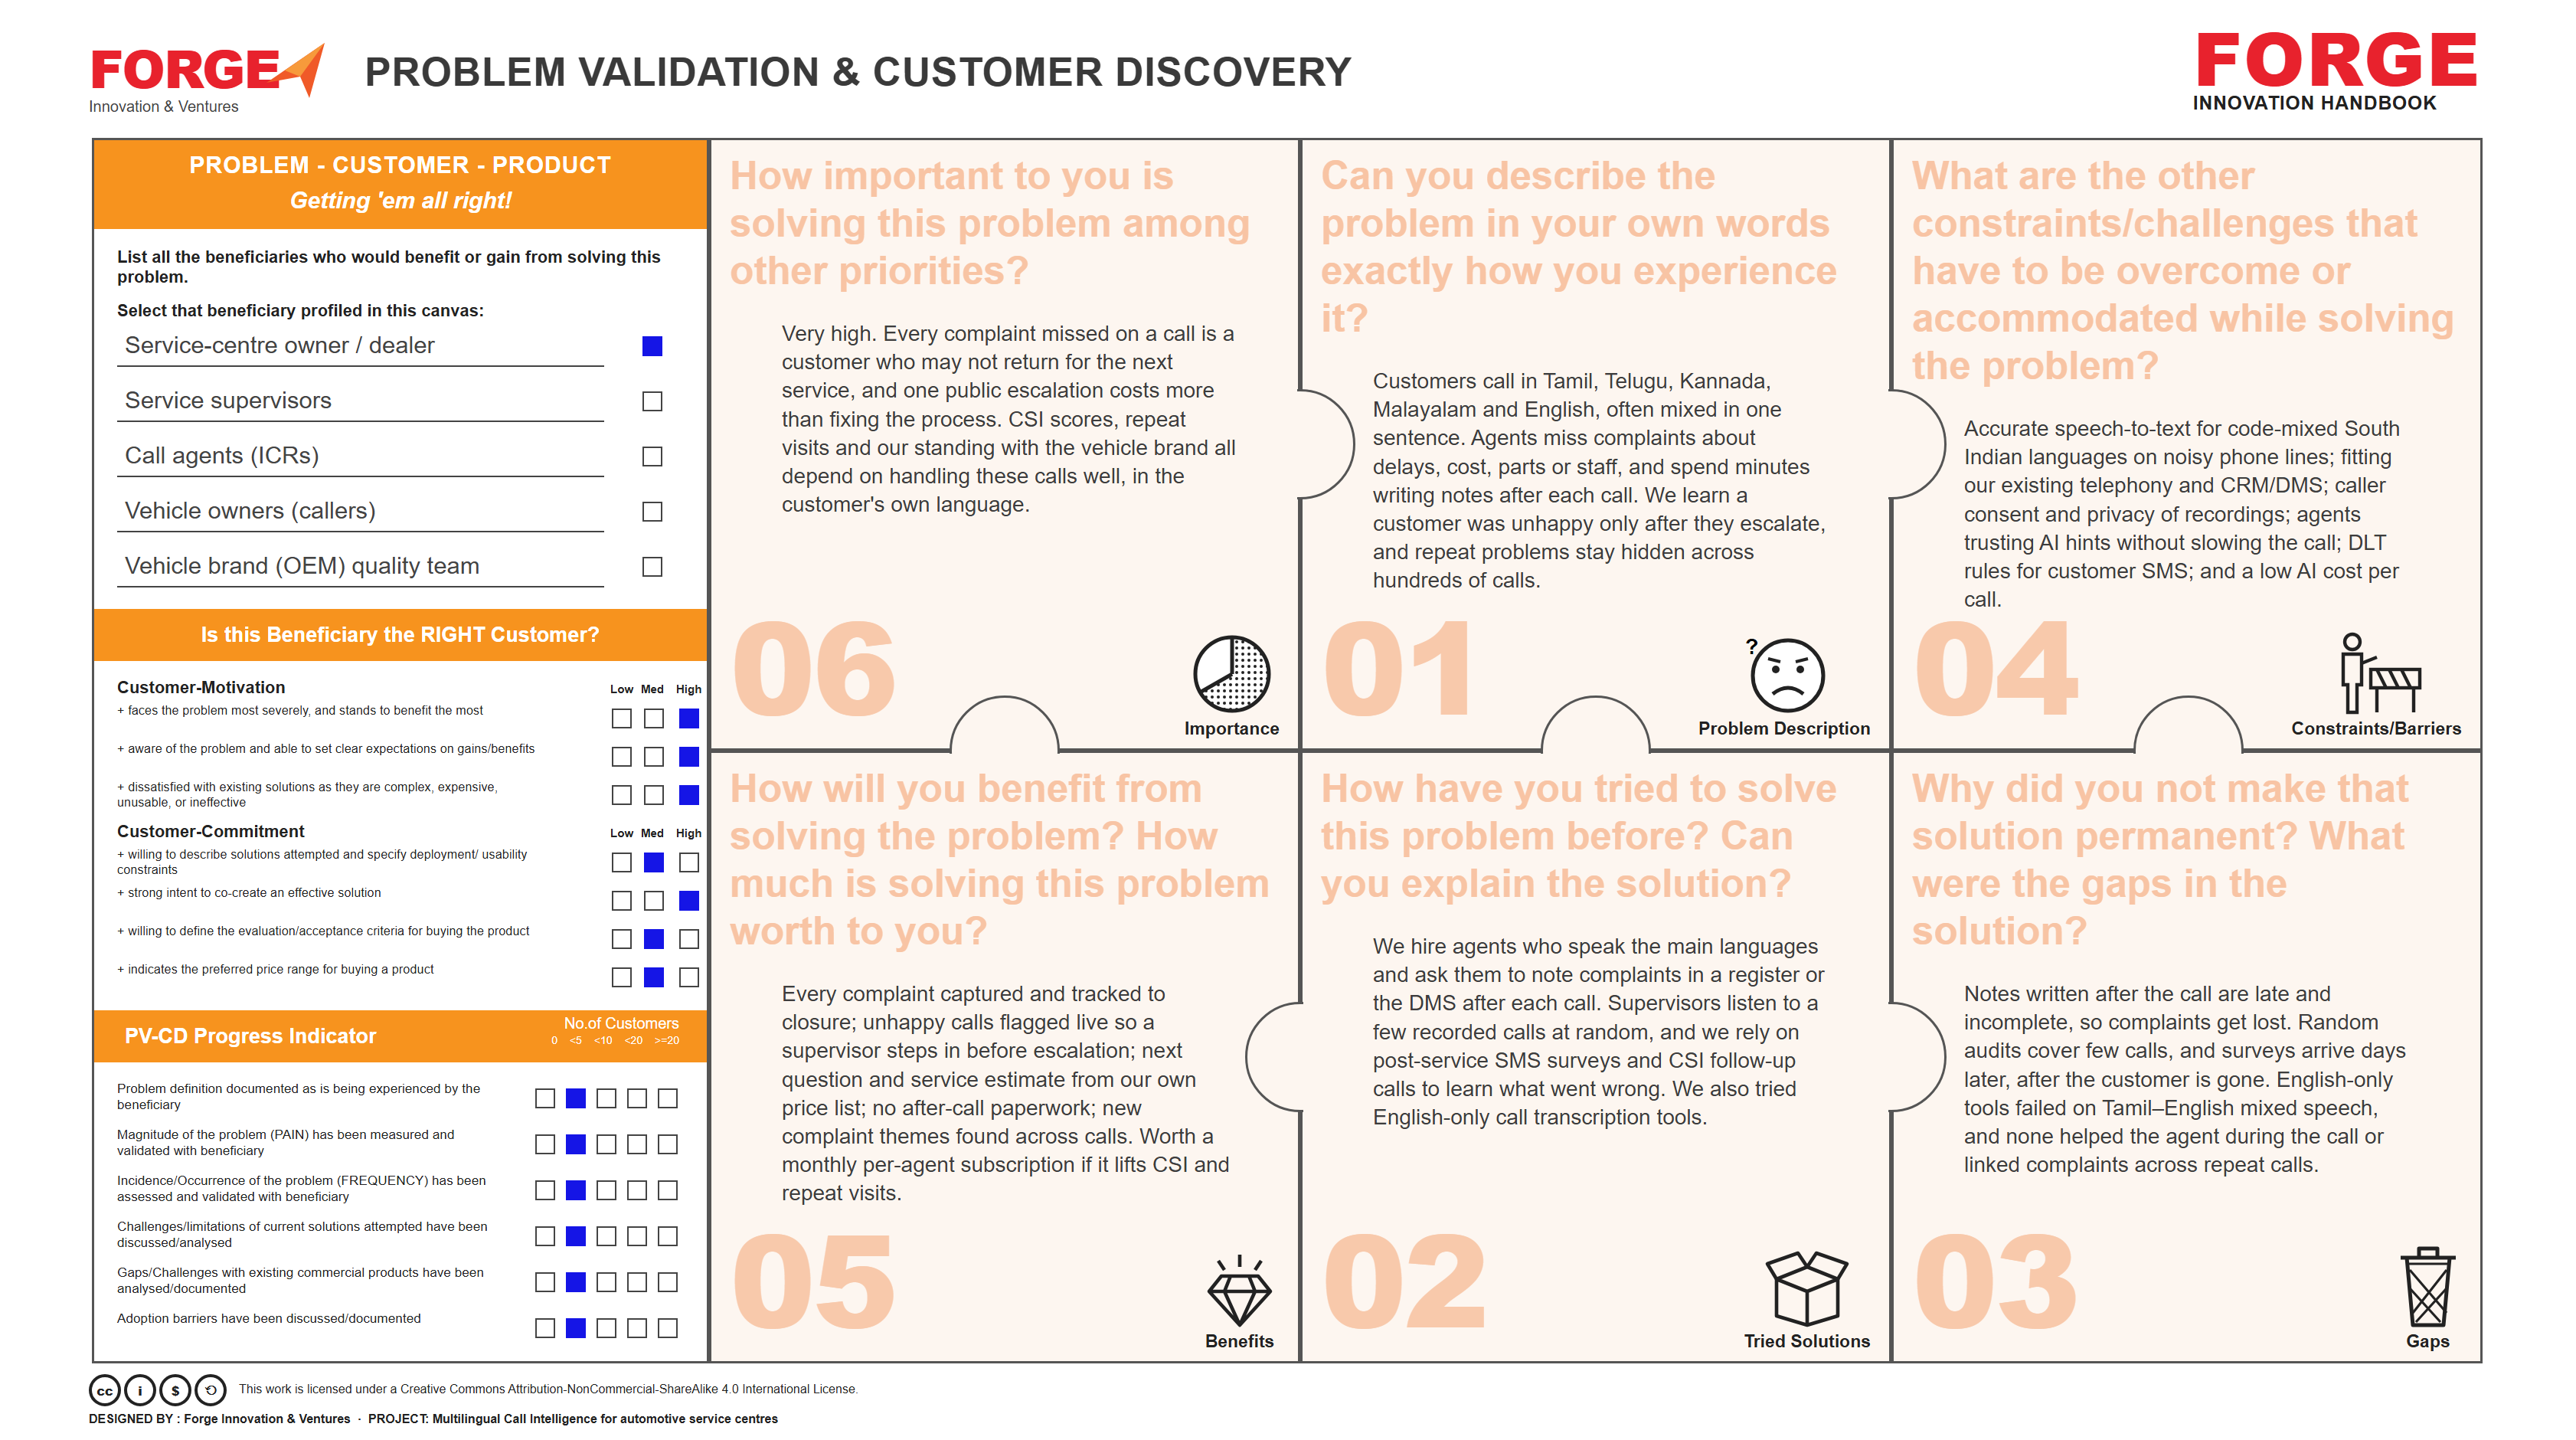 FORGE
Innovation & Ventures
PROBLEM VALIDATION & CUSTOMER DISCOVERY
FORGE
INNOVATION HANDBOOK
PROBLEM - CUSTOMER - PRODUCT
Getting 'em all right!
List all the beneficiaries who would benefit or gain from solving this
problem.
Select that beneficiary profiled in this canvas:
Service-centre owner / dealer
Service supervisors
Call agents (ICRs)
Vehicle owners (callers)
Vehicle brand (OEM) quality team
Is this Beneficiary the RIGHT Customer?
Customer-Motivation
Low Med High
+ faces the problem most severely, and stands to benefit the most
+ aware of the problem and able to set clear expectations on gains/benefits
+ dissatisfied with existing solutions as they are complex, expensive,
unusable, or ineffective
Customer-Commitment
Low Med High
+ willing to describe solutions attempted and specify deployment/ usability
constraints
+ strong intent to co-create an effective solution
+ willing to define the evaluation/acceptance criteria for buying the product
+ indicates the preferred price range for buying a product
PV-CD Progress Indicator
No.of Customers
0 <5 <10 <20 >=20
Problem definition documented as is being experienced by the
beneficiary
Magnitude of the problem (PAIN) has been measured and
validated with beneficiary
Incidence/Occurrence of the problem (FREQUENCY) has been
assessed and validated with beneficiary
Challenges/limitations of current solutions attempted have been
discussed/analysed
Gaps/Challenges with existing commercial products have been
analysed/documented
Adoption barriers have been discussed/documented
How important to you is
solving this problem among
other priorities?
Very high. Every complaint missed on a call is a
customer who may not return for the next
service, and one public escalation costs more
than fixing the process. CSI scores, repeat
visits and our standing with the vehicle brand all
depend on handling these calls well, in the
customer's own language.
06
Importance
Can you describe the
problem in your own words
exactly how you experience
it?
Customers call in Tamil, Telugu, Kannada,
Malayalam and English, often mixed in one
sentence. Agents miss complaints about
delays, cost, parts or staff, and spend minutes
writing notes after each call. We learn a
customer was unhappy only after they escalate,
and repeat problems stay hidden across
hundreds of calls.
01
?
Problem Description
What are the other
constraints/challenges that
have to be overcome or
accommodated while solving
the problem?
Accurate speech-to-text for code-mixed South
Indian languages on noisy phone lines; fitting
our existing telephony and CRM/DMS; caller
consent and privacy of recordings; agents
trusting AI hints without slowing the call; DLT
rules for customer SMS; and a low AI cost per
call.
04
Constraints/Barriers
How will you benefit from
solving the problem? How
much is solving this problem
worth to you?
Every complaint captured and tracked to
closure; unhappy calls flagged live so a
supervisor steps in before escalation; next
question and service estimate from our own
price list; no after-call paperwork; new
complaint themes found across calls. Worth a
monthly per-agent subscription if it lifts CSI and
repeat visits.
05
Benefits
How have you tried to solve
this problem before? Can
you explain the solution?
We hire agents who speak the main languages
and ask them to note complaints in a register or
the DMS after each call. Supervisors listen to a
few recorded calls at random, and we rely on
post-service SMS surveys and CSI follow-up
calls to learn what went wrong. We also tried
English-only call transcription tools.
02
Tried Solutions
Why did you not make that
solution permanent? What
were the gaps in the
solution?
Notes written after the call are late and
incomplete, so complaints get lost. Random
audits cover few calls, and surveys arrive days
later, after the customer is gone. English-only
tools failed on Tamil–English mixed speech,
and none helped the agent during the call or
linked complaints across repeat calls.
03
Gaps
cc i $ This work is licensed under a Creative Commons Attribution-NonCommercial-ShareAlike 4.0 International License.
DESIGNED BY : Forge Innovation & Ventures · PROJECT: Multilingual Call Intelligence for automotive service centres